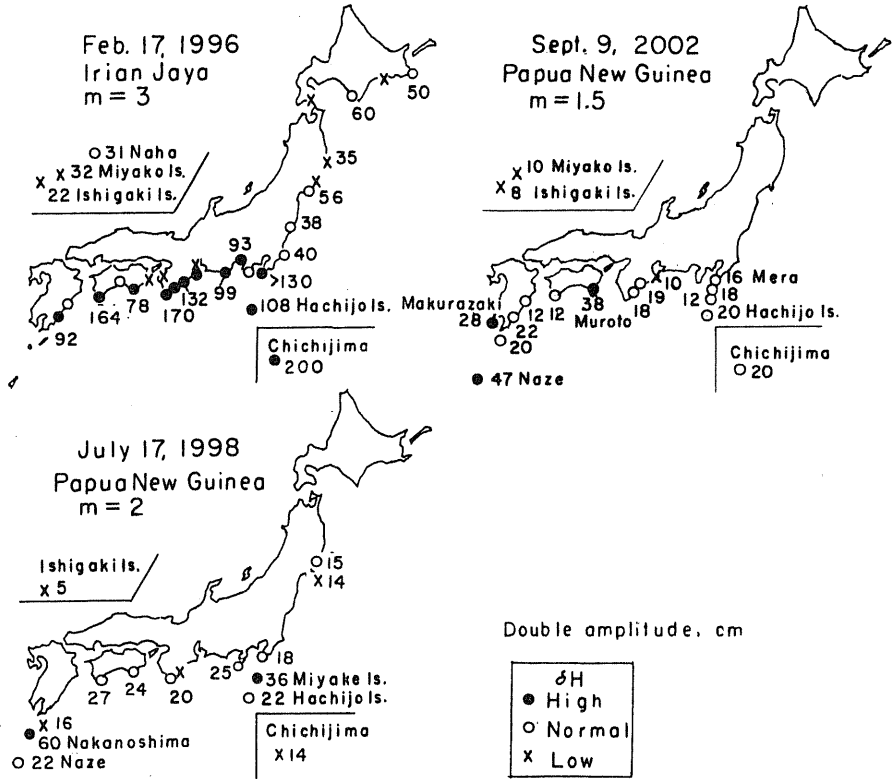 Feb. 17, 1996
Irian Jaya
m = 3
50
60
35
56
38
40
31 Naha
32 Miyako Is.
22 Ishigaki Is.
93
>130
99
132
170
78
164
92
108 Hachijo Is.
Chichijima
200
Sept. 9, 2002
Papua New Guinea
m = 1.5
10 Miyako Is.
8 Ishigaki Is.
16 Mera
18
12
20 Hachijo Is.
10
19
18
38
Muroto
12
12
22
Makurazaki
28
20
47 Naze
Chichijima
20
July 17, 1998
Papua New Guinea
m = 2
Ishigaki Is.
x 5
15
x 14
18
25
36 Miyake Is.
22 Hachijo Is.
20
24
27
x 16
60 Nakanoshima
22 Naze
Chichijima
x 14
Double amplitude, cm
δH
● High
○ Normal
x Low